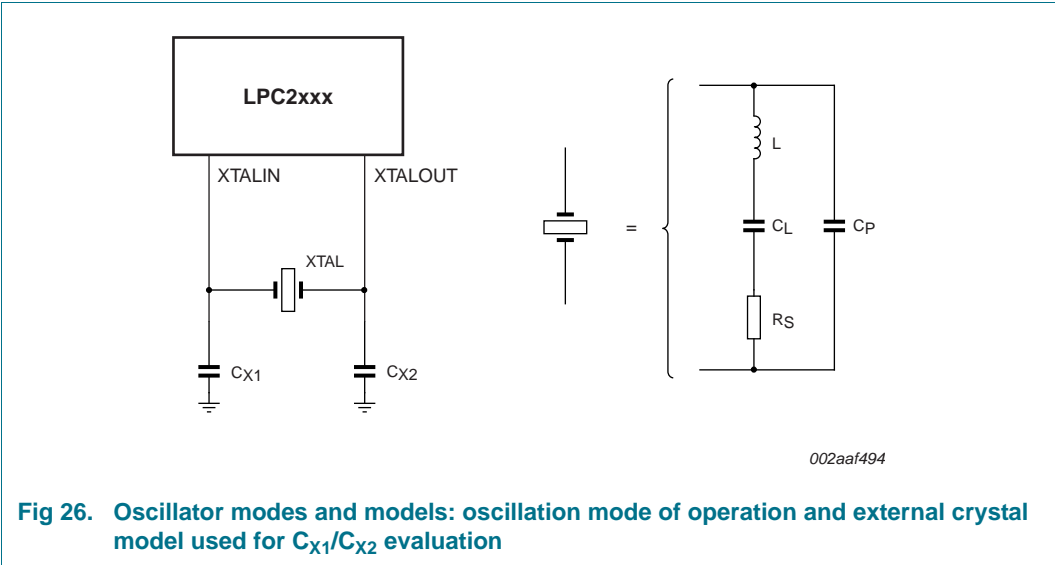 LPC2xxx
XTALIN
XTALOUT
XTAL
CX1
CX2
=
L
CL
CP
RS
002aaf494
Fig 26. Oscillator modes and models: oscillation mode of operation and external crystal
model used for CX1/CX2 evaluation